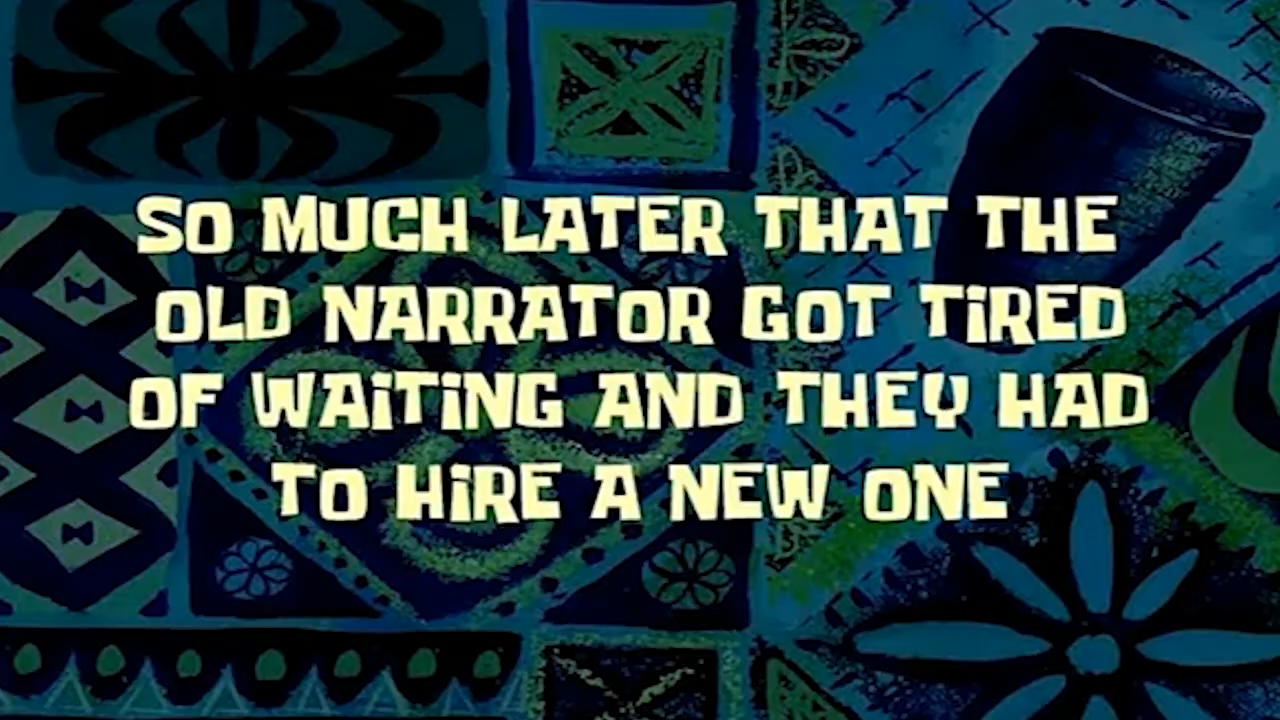 SO MUCH LATER THAT THE
OLD NARRATOR GOT TiRED
OF WAiTiNG AND THEY HAD
TO HiRE A NEW ONE